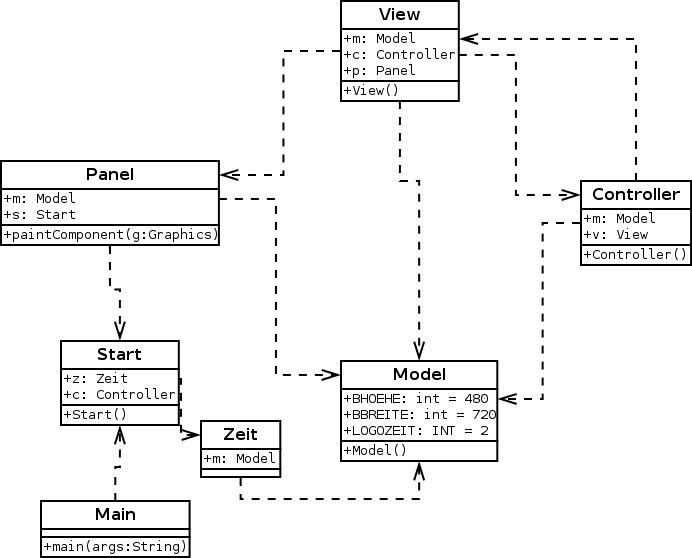 View
+m: Model
+c: Controller
+p: Panel
+View()
Panel
+m: Model
+s: Start
+paintComponent(g:Graphics)
Controller
+m: Model
+v: View
+Controller()
Start
+z: Zeit
+c: Controller
+Start()
Model
+BHOEHE: int = 480
+BBREITE: int = 720
+LOGOZEIT: INT = 2
+Model()
Zeit
+m: Model
Main
+main(args:String)